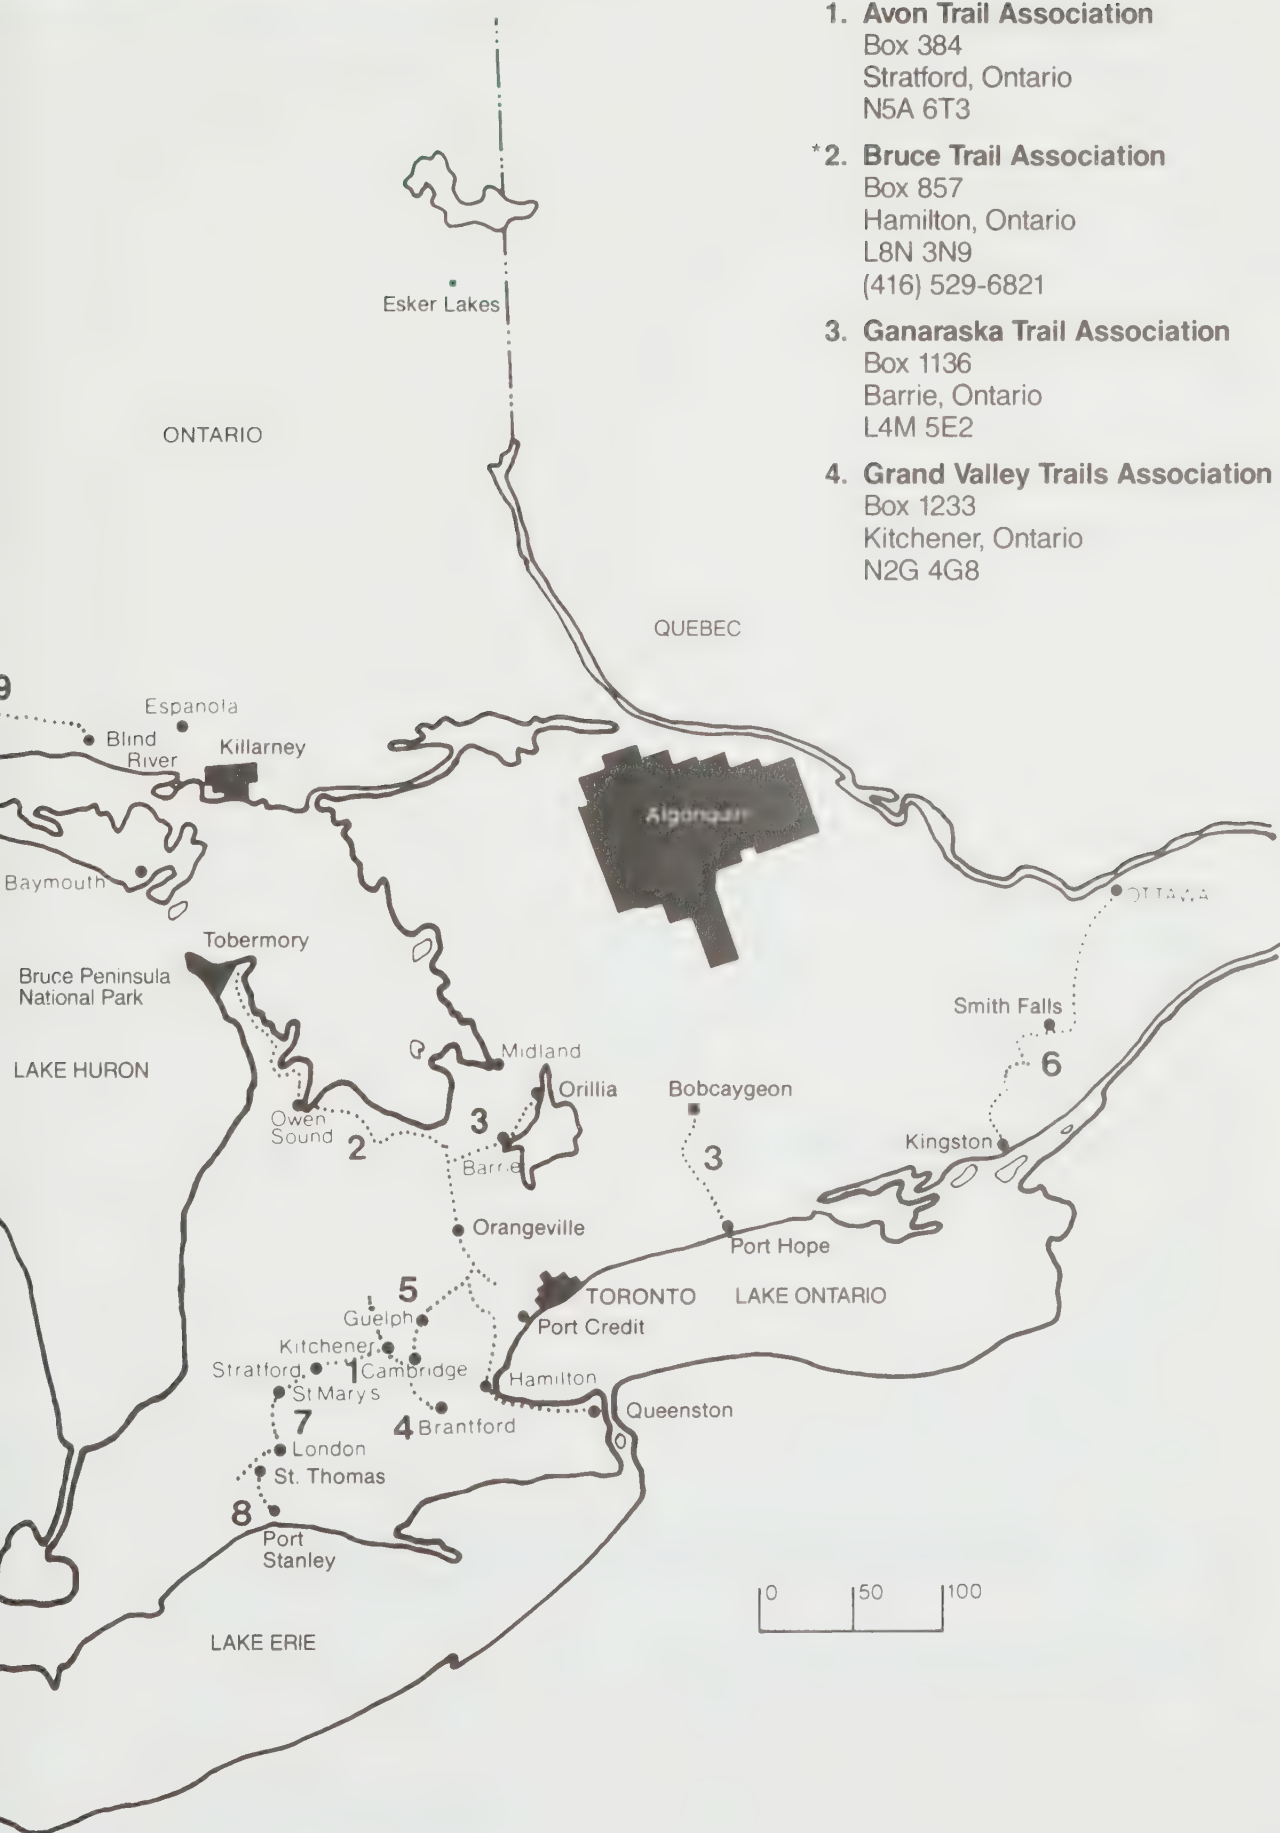 1. Avon Trail Association
Box 384
Stratford, Ontario
N5A 6T3
*2. Bruce Trail Association
Box 857
Hamilton, Ontario
L8N 3N9
(416) 529-6821
3. Ganaraska Trail Association
Box 1136
Barrie, Ontario
L4M 5E2
4. Grand Valley Trails Association
Box 1233
Kitchener, Ontario
N2G 4G8
Esker Lakes
ONTARIO
QUEBEC
9
Espanola
Blind
River
Killarney
Algonquin
Baymouth
OTTAWA
Tobermory
Bruce Peninsula
National Park
Smith Falls
LAKE HURON
Midland
6
Orillia
Bobcaygeon
Owen
Sound
2
3
3
Kingston
Barrie
Orangeville
Port Hope
5
TORONTO
LAKE ONTARIO
Guelph
Port Credit
Kitchener
Stratford
1
Cambridge
Hamilton
St Marys
7
4
Brantford
Queenston
London
St. Thomas
8
Port
Stanley
0
50
100
LAKE ERIE